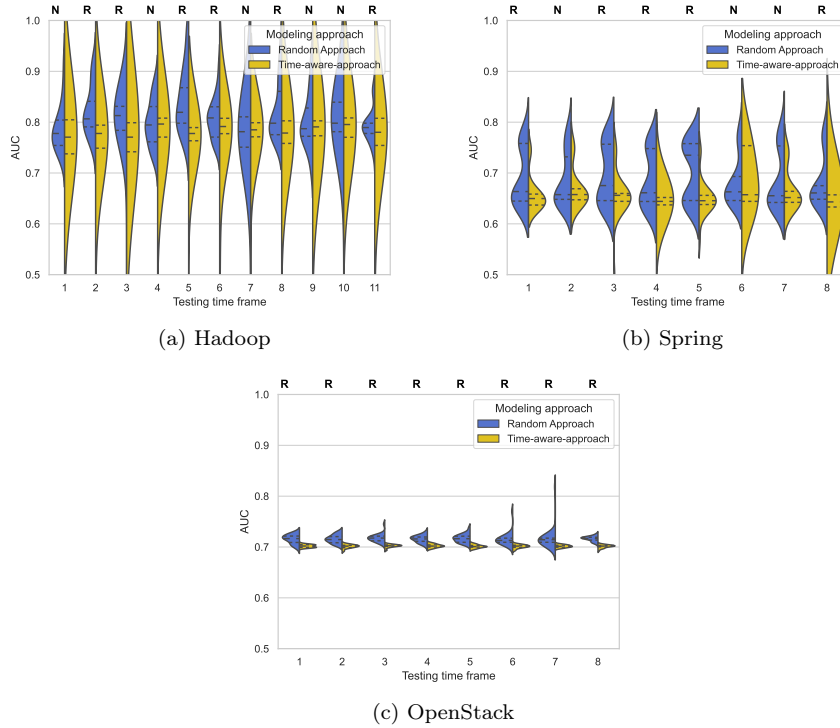 N R R N R R N R N N R
1.0
0.9
0.8
0.7
0.6
0.5
AUC
Modeling approach
Random Approach
Time-aware-approach
1 2 3 4 5 6 7 8 9 10 11
Testing time frame
(a) Hadoop
R N R R R N N R
1.0
0.9
0.8
0.7
0.6
0.5
AUC
Modeling approach
Random Approach
Time-aware-approach
1 2 3 4 5 6 7 8
Testing time frame
(b) Spring
R R R R R R R R
1.0
0.9
0.8
0.7
0.6
0.5
AUC
Modeling approach
Random Approach
Time-aware-approach
1 2 3 4 5 6 7 8
Testing time frame
(c) OpenStack